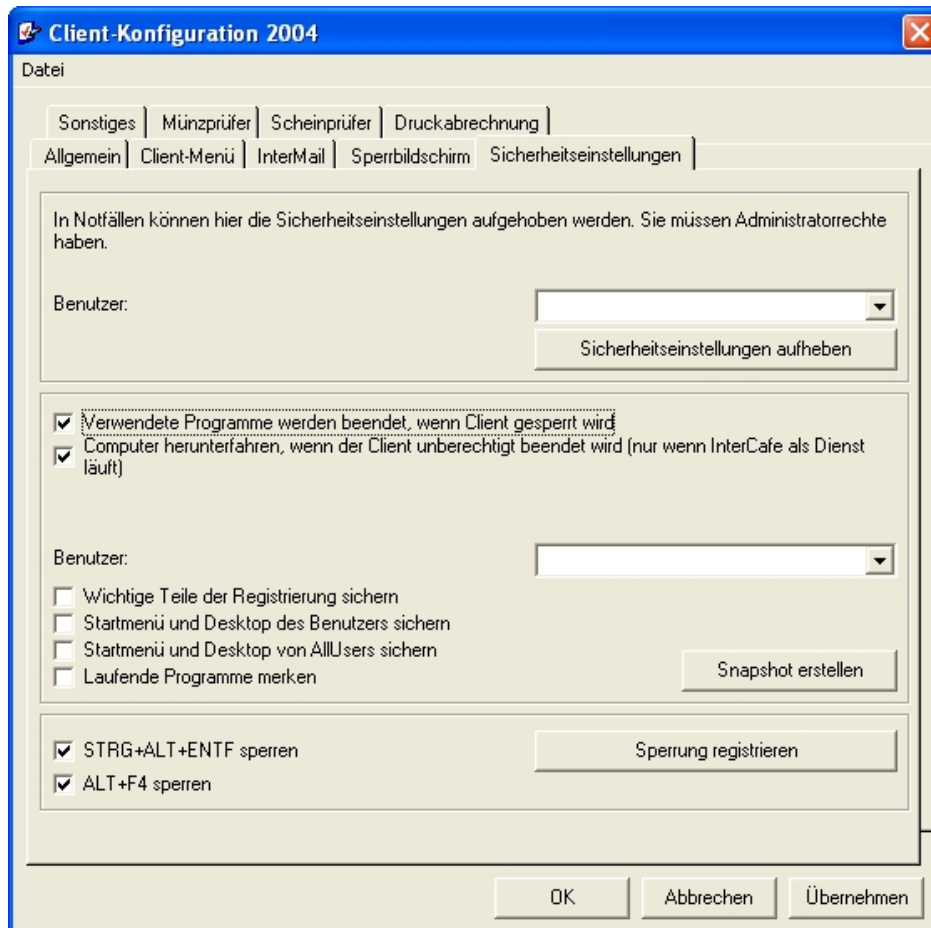 Client-Konfiguration 2004
Datei
Sonstiges Münzprüfer Scheinprüfer Druckabrechnung
Allgemein Client-Menü InterMail Sperrbildschirm Sicherheitseinstellungen
In Notfällen können hier die Sicherheitseinstellungen aufgehoben werden. Sie müssen Administratorrechte
haben.
Benutzer:
Sicherheitseinstellungen aufheben
Verwendete Programme werden beendet, wenn Client gesperrt wird
Computer herunterfahren, wenn der Client unberechtigt beendet wird (nur wenn InterCafe als Dienst
läuft)
Benutzer:
Wichtige Teile der Registrierung sichern
Startmenü und Desktop des Benutzers sichern
Startmenü und Desktop von AllUsers sichern
Laufende Programme merken
Snapshot erstellen
STRG+ALT+ENTF sperren
Sperrung registrieren
ALT+F4 sperren
OK Abbrechen Übernehmen